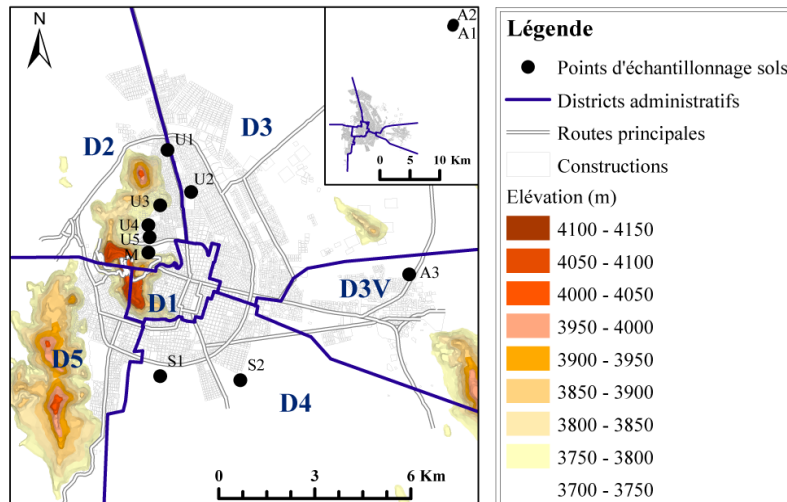 N
A2
A1
0 5 10 Km
D3
D2
U1
U2
U3
U4
U5
M
D1
D3V
A3
D5
S1
S2
D4
0 3 6 Km
Légende
Points d'échantillonnage sols
Districts administratifs
Routes principales
Constructions
Elévation (m)
4100 - 4150
4050 - 4100
4000 - 4050
3950 - 4000
3900 - 3950
3850 - 3900
3800 - 3850
3750 - 3800
3700 - 3750